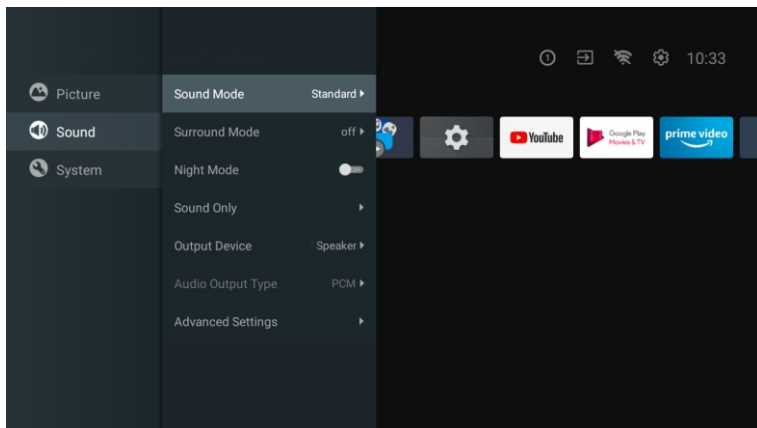 10:33
Picture
Sound
System
Sound Mode Standard
Surround Mode off
Night Mode
Sound Only
Output Device Speaker
Audio Output Type PCM
Advanced Settings
YouTube
Google Play
Movies & TV
prime video